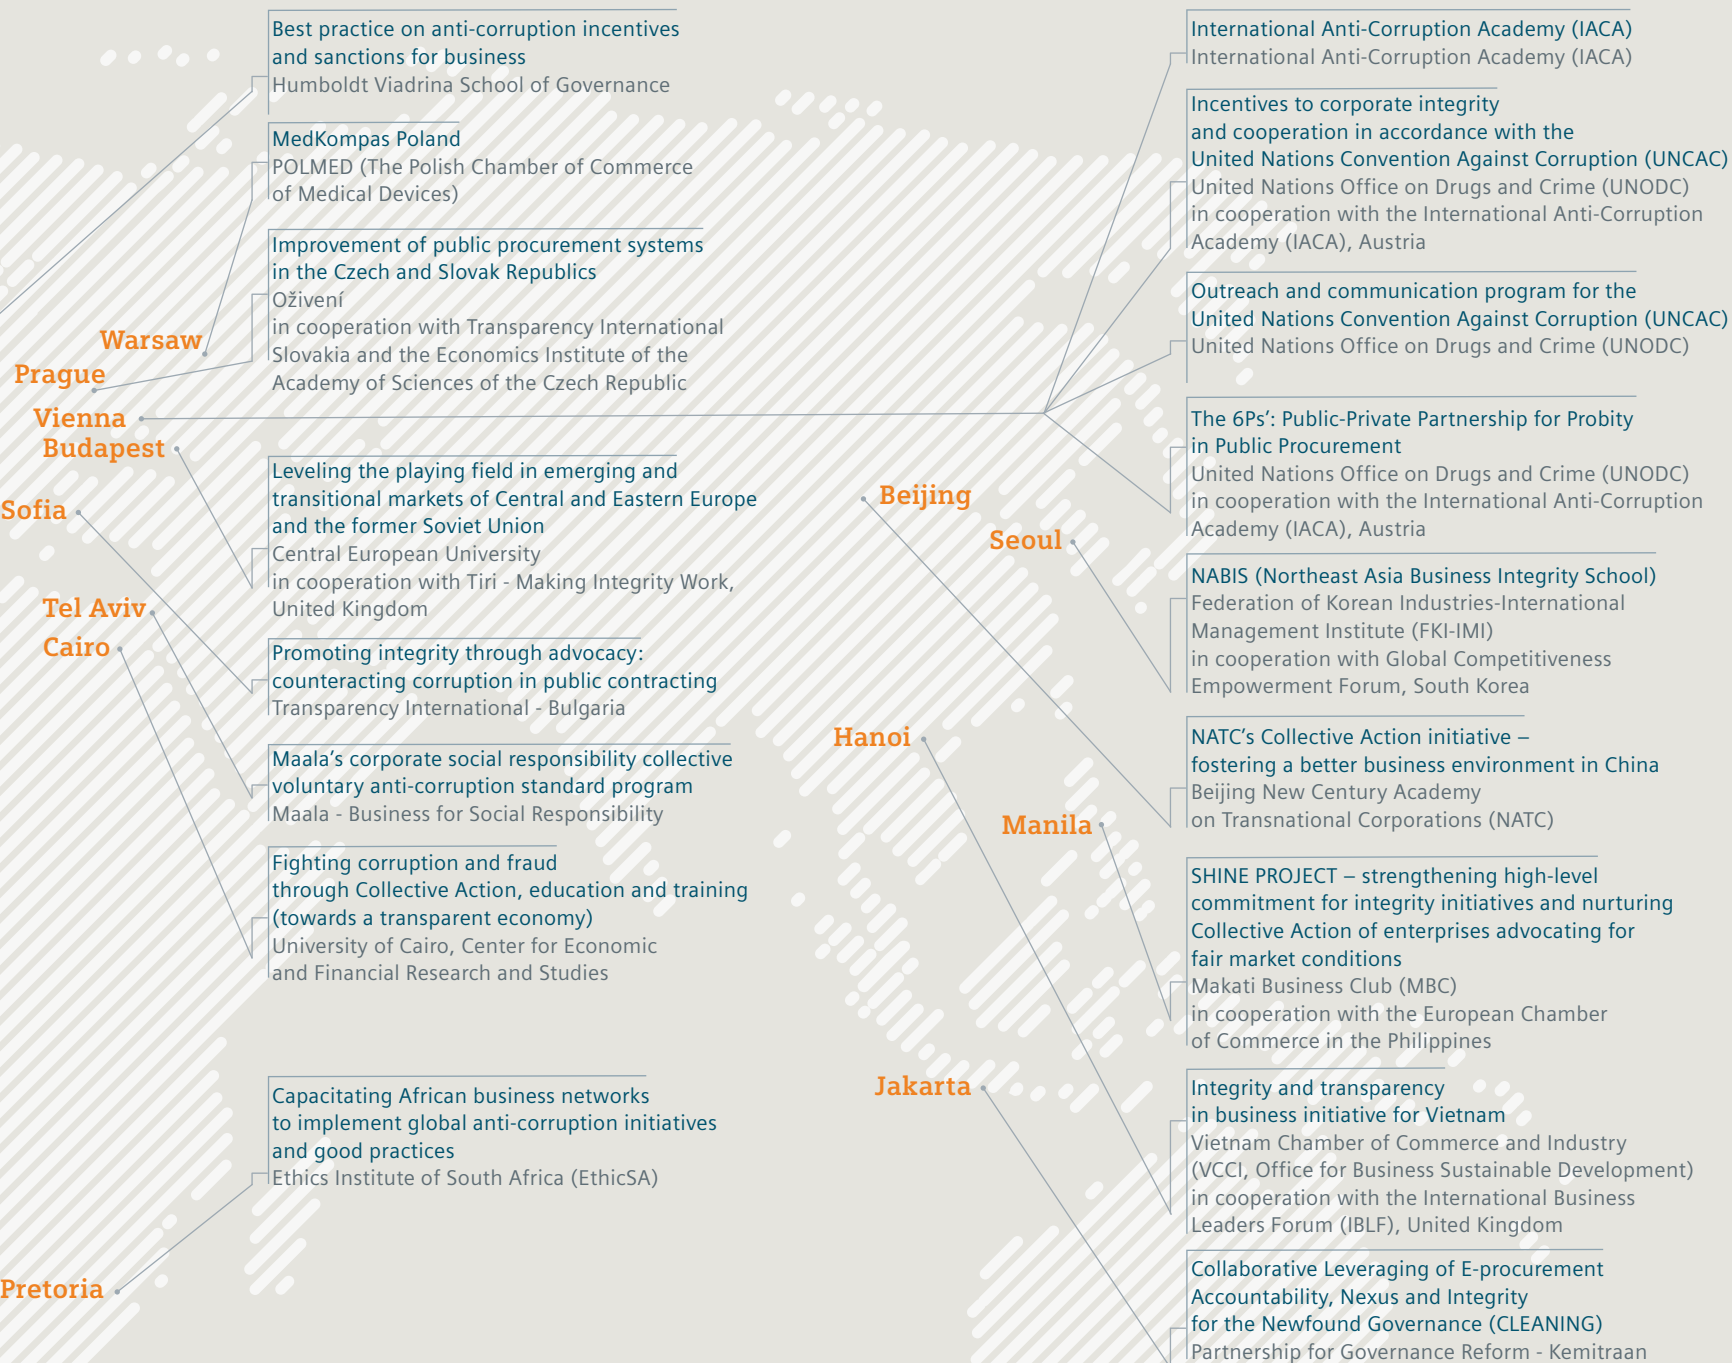 Best practice on anti-corruption incentives
and sanctions for business
Humboldt Viadrina School of Governance
MedKompas Poland
POLMED (The Polish Chamber of Commerce
of Medical Devices)
Improvement of public procurement systems
in the Czech and Slovak Republics
Oživení
in cooperation with Transparency International
Slovakia and the Economics Institute of the
Academy of Sciences of the Czech Republic
Warsaw
Prague
Vienna
Budapest
Leveling the playing field in emerging and
transitional markets of Central and Eastern Europe
and the former Soviet Union
Central European University
in cooperation with Tiri - Making Integrity Work,
United Kingdom
Sofia
Tel Aviv
Cairo
Promoting integrity through advocacy:
counteracting corruption in public contracting
Transparency International - Bulgaria
Maala’s corporate social responsibility collective
voluntary anti-corruption standard program
Maala - Business for Social Responsibility
Fighting corruption and fraud
through Collective Action, education and training
(towards a transparent economy)
University of Cairo, Center for Economic
and Financial Research and Studies
Capacitating African business networks
to implement global anti-corruption initiatives
and good practices
Ethics Institute of South Africa (EthicSA)
Pretoria
International Anti-Corruption Academy (IACA)
International Anti-Corruption Academy (IACA)
Incentives to corporate integrity
and cooperation in accordance with the
United Nations Convention Against Corruption (UNCAC)
United Nations Office on Drugs and Crime (UNODC)
in cooperation with the International Anti-Corruption
Academy (IACA), Austria
Outreach and communication program for the
United Nations Convention Against Corruption (UNCAC)
United Nations Office on Drugs and Crime (UNODC)
The 6Ps’: Public-Private Partnership for Probity
in Public Procurement
United Nations Office on Drugs and Crime (UNODC)
in cooperation with the International Anti-Corruption
Academy (IACA), Austria
Beijing
Seoul
NABIS (Northeast Asia Business Integrity School)
Federation of Korean Industries-International
Management Institute (FKI-IMI)
in cooperation with Global Competitiveness
Empowerment Forum, South Korea
Hanoi
NATC’s Collective Action initiative –
fostering a better business environment in China
Beijing New Century Academy
on Transnational Corporations (NATC)
Manila
SHINE PROJECT – strengthening high-level
commitment for integrity initiatives and nurturing
Collective Action of enterprises advocating for
fair market conditions
Makati Business Club (MBC)
in cooperation with the European Chamber
of Commerce in the Philippines
Jakarta
Integrity and transparency
in business initiative for Vietnam
Vietnam Chamber of Commerce and Industry
(VCCI, Office for Business Sustainable Development)
in cooperation with the International Business
Leaders Forum (IBLF), United Kingdom
Collaborative Leveraging of E-procurement
Accountability, Nexus and Integrity
for the Newfound Governance (CLEANING)
Partnership for Governance Reform - Kemitraan